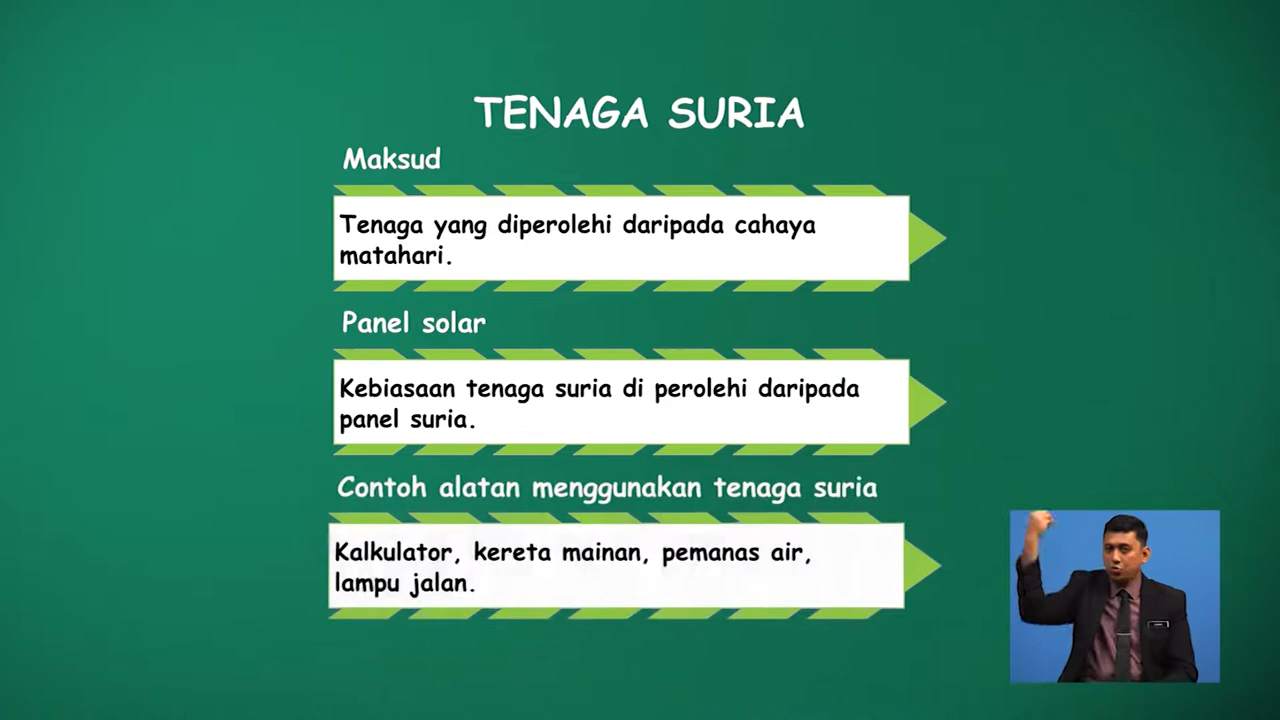 TENAGA SURIA
Maksud
Tenaga yang diperolehi daripada cahaya
matahari.
Panel solar
Kebiasaan tenaga suria di perolehi daripada
panel suria.
Contoh alatan menggunakan tenaga suria
Kalkulator, kereta mainan, pemanas air,
lampu jalan.